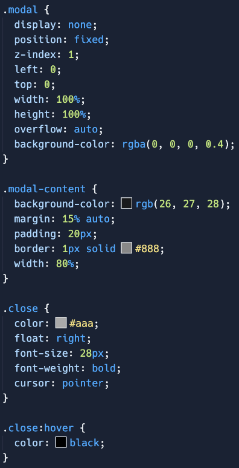 .modal {
display: none;
position: fixed;
z-index: 1;
left: 0;
top: 0;
width: 100%;
height: 100%;
overflow: auto;
background-color: rgba(0, 0, 0, 0.4);
}
.modal-content {
background-color: rgb(26, 27, 28);
margin: 15% auto;
padding: 20px;
border: 1px solid #888;
width: 80%;
}
.close {
color: #aaa;
float: right;
font-size: 28px;
font-weight: bold;
cursor: pointer;
}
.close:hover {
color: black;
}